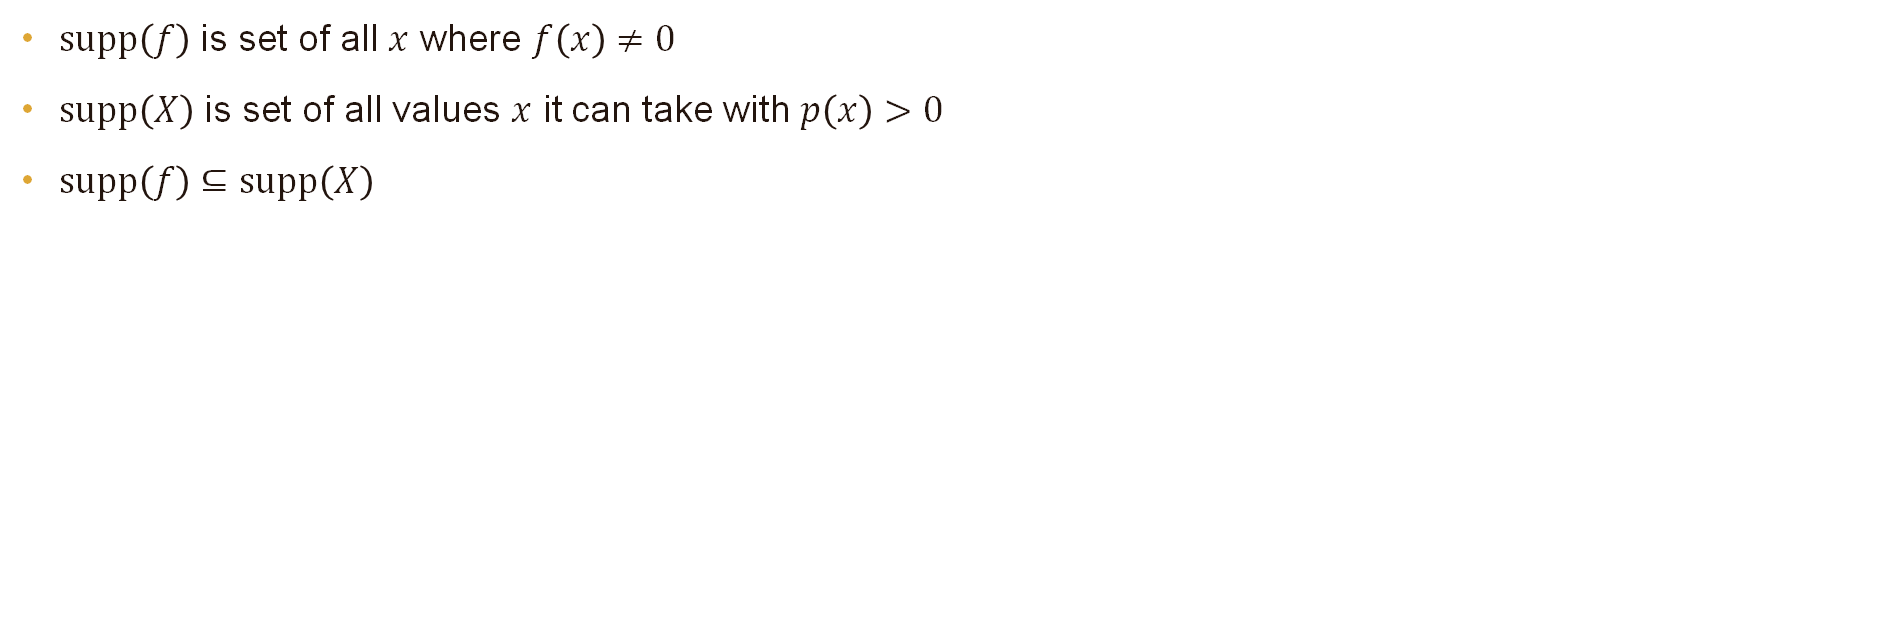 • supp(f) is set of all x where f(x) ≠ 0
• supp(X) is set of all values x it can take with p(x) > 0
• supp(f) ⊆ supp(X)